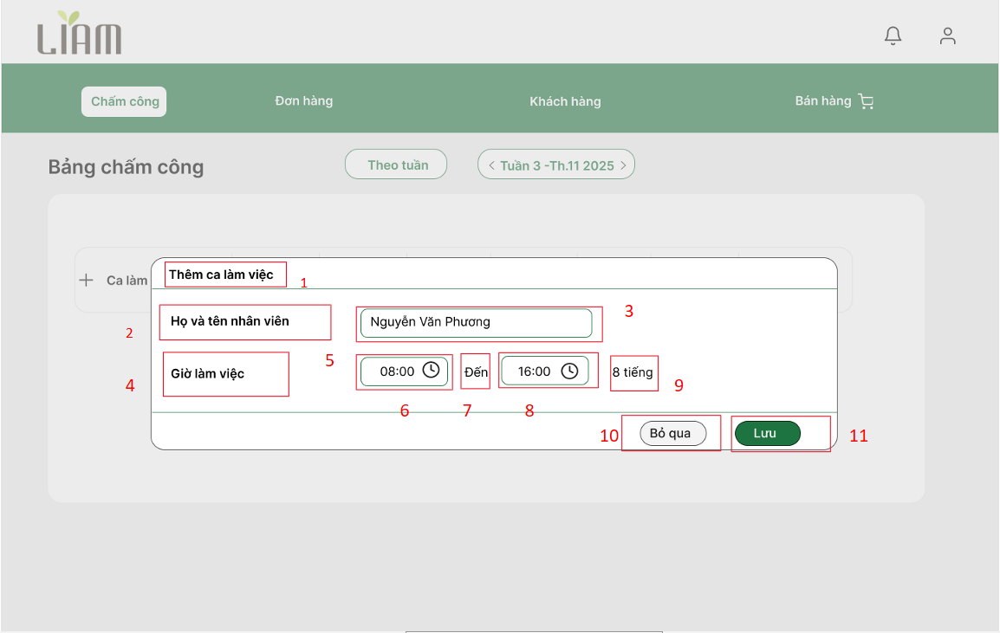 LIAM
Chấm công
Đơn hàng
Khách hàng
Bán hàng
Bảng chấm công
Theo tuần
< Tuần 3 -Th.11 2025 >
+ Ca làm
Thêm ca làm việc
1
2
Họ và tên nhân viên
Nguyễn Văn Phương
3
4
Giờ làm việc
5
08:00
Đến
16:00
8 tiếng
9
6
7
8
10
Bỏ qua
Lưu
11